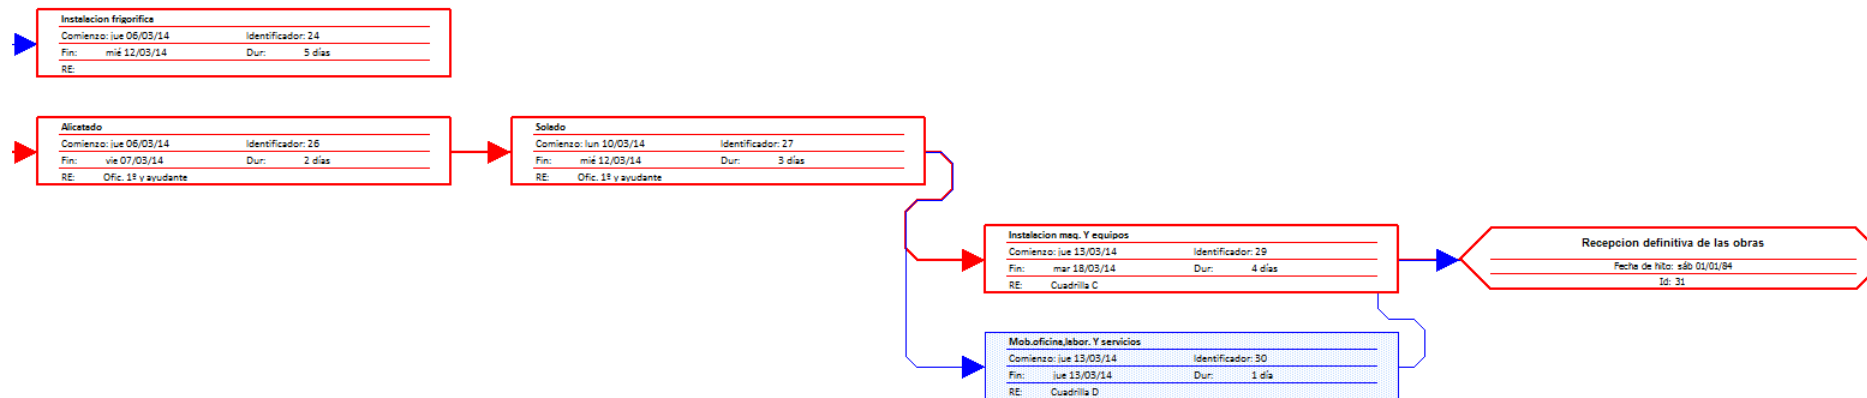 Instalacion frigorifica
Comienzo: jue 06/03/14 Identificador: 24
Fin: mié 12/03/14 Dur: 5 días
RE:
Alicatado
Comienzo: jue 06/03/14 Identificador: 26
Fin: vie 07/03/14 Dur: 2 días
RE: Ofic. 1ª y ayudante
Solado
Comienzo: lun 10/03/14 Identificador: 27
Fin: mié 12/03/14 Dur: 3 días
RE: Ofic. 1ª y ayudante
Instalacion maq. Y equipos
Comienzo: jue 13/03/14 Identificador: 29
Fin: mar 18/03/14 Dur: 4 días
RE: Cuadrilla C
Recepcion definitiva de las obras
Fecha de hito: sáb 01/01/84
Id: 31
Mob.oficina,labor. Y servicios
Comienzo: jue 13/03/14 Identificador: 30
Fin: jue 13/03/14 Dur: 1 día
RE: Cuadrilla D